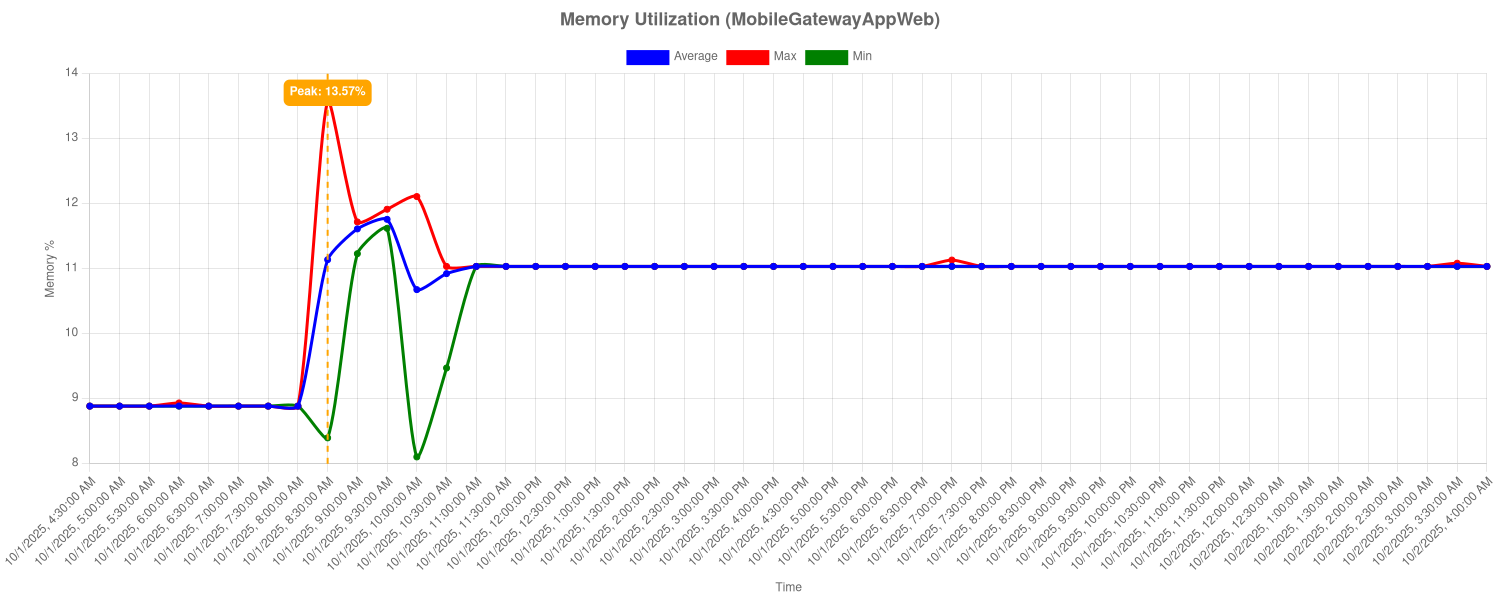 Memory Utilization (MobileGatewayAppWeb)
Average Max Min
Peak: 13.57%
14
13
12
11
10
9
8
Memory %
10/1/2025, 4:30:00 AM
10/1/2025, 5:00:00 AM
10/1/2025, 5:30:00 AM
10/1/2025, 6:00:00 AM
10/1/2025, 6:30:00 AM
10/1/2025, 7:00:00 AM
10/1/2025, 7:30:00 AM
10/1/2025, 8:00:00 AM
10/1/2025, 8:30:00 AM
10/1/2025, 9:00:00 AM
10/1/2025, 9:30:00 AM
10/1/2025, 10:00:00 AM
10/1/2025, 10:30:00 AM
10/1/2025, 11:00:00 AM
10/1/2025, 11:30:00 AM
10/1/2025, 12:00:00 PM
10/1/2025, 12:30:00 PM
10/1/2025, 1:00:00 PM
10/1/2025, 1:30:00 PM
10/1/2025, 2:00:00 PM
10/1/2025, 2:30:00 PM
10/1/2025, 3:00:00 PM
10/1/2025, 3:30:00 PM
10/1/2025, 4:00:00 PM
10/1/2025, 4:30:00 PM
10/1/2025, 5:00:00 PM
10/1/2025, 5:30:00 PM
10/1/2025, 6:00:00 PM
10/1/2025, 6:30:00 PM
10/1/2025, 7:00:00 PM
10/1/2025, 7:30:00 PM
10/1/2025, 8:00:00 PM
10/1/2025, 8:30:00 PM
10/1/2025, 9:00:00 PM
10/1/2025, 9:30:00 PM
10/1/2025, 10:00:00 PM
10/1/2025, 10:30:00 PM
10/1/2025, 11:00:00 PM
10/1/2025, 11:30:00 PM
10/2/2025, 12:00:00 AM
10/2/2025, 12:30:00 AM
10/2/2025, 1:00:00 AM
10/2/2025, 1:30:00 AM
10/2/2025, 2:00:00 AM
10/2/2025, 2:30:00 AM
10/2/2025, 3:00:00 AM
10/2/2025, 3:30:00 AM
10/2/2025, 4:00:00 AM
Time